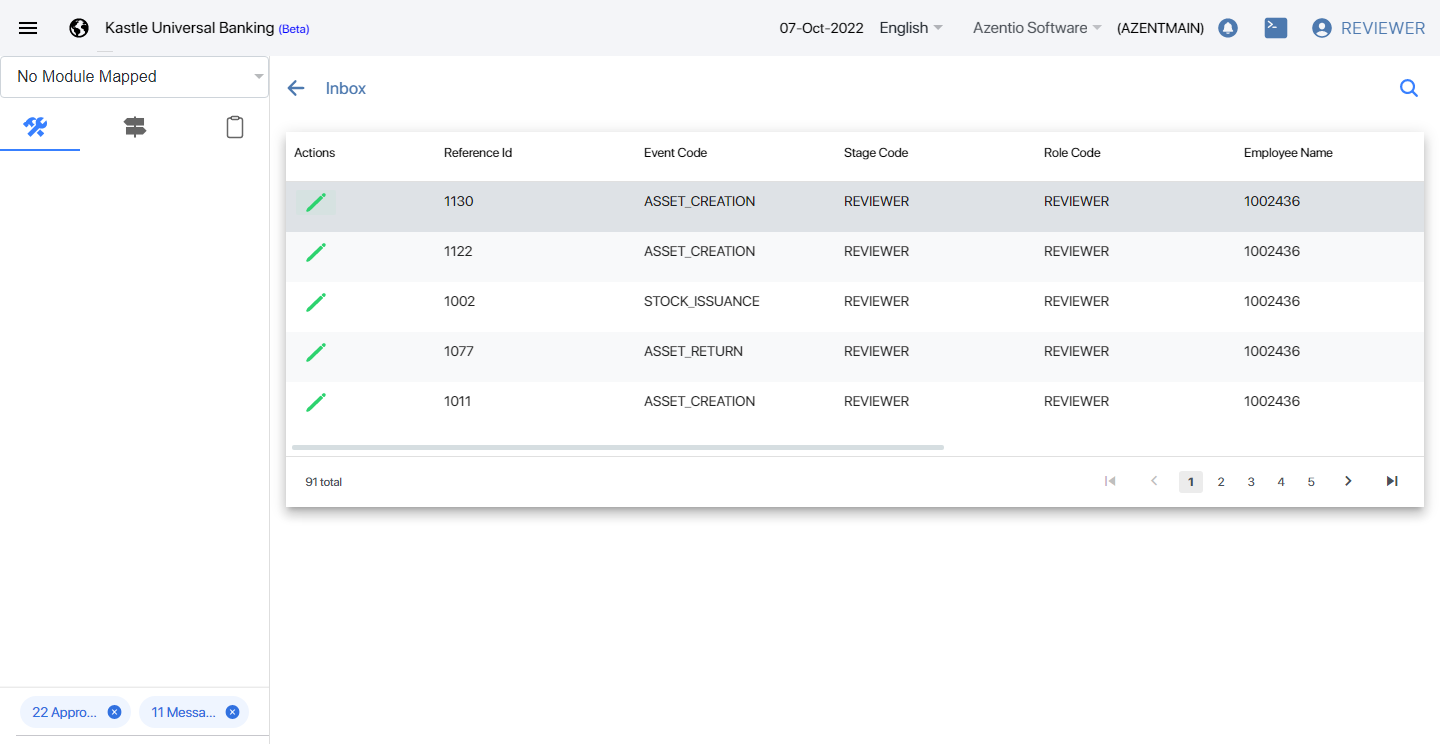 Kastle Universal Banking (Beta) 07-Oct-2022 English Azentio Software (AZENTMAIN) REVIEWER
No Module Mapped
Inbox
Actions Reference Id Event Code Stage Code Role Code Employee Name
1130 ASSET_CREATION REVIEWER REVIEWER 1002436
1122 ASSET_CREATION REVIEWER REVIEWER 1002436
1002 STOCK_ISSUANCE REVIEWER REVIEWER 1002436
1077 ASSET_RETURN REVIEWER REVIEWER 1002436
1011 ASSET_CREATION REVIEWER REVIEWER 1002436
91 total 1 2 3 4 5
22 Appro... 11 Messa...